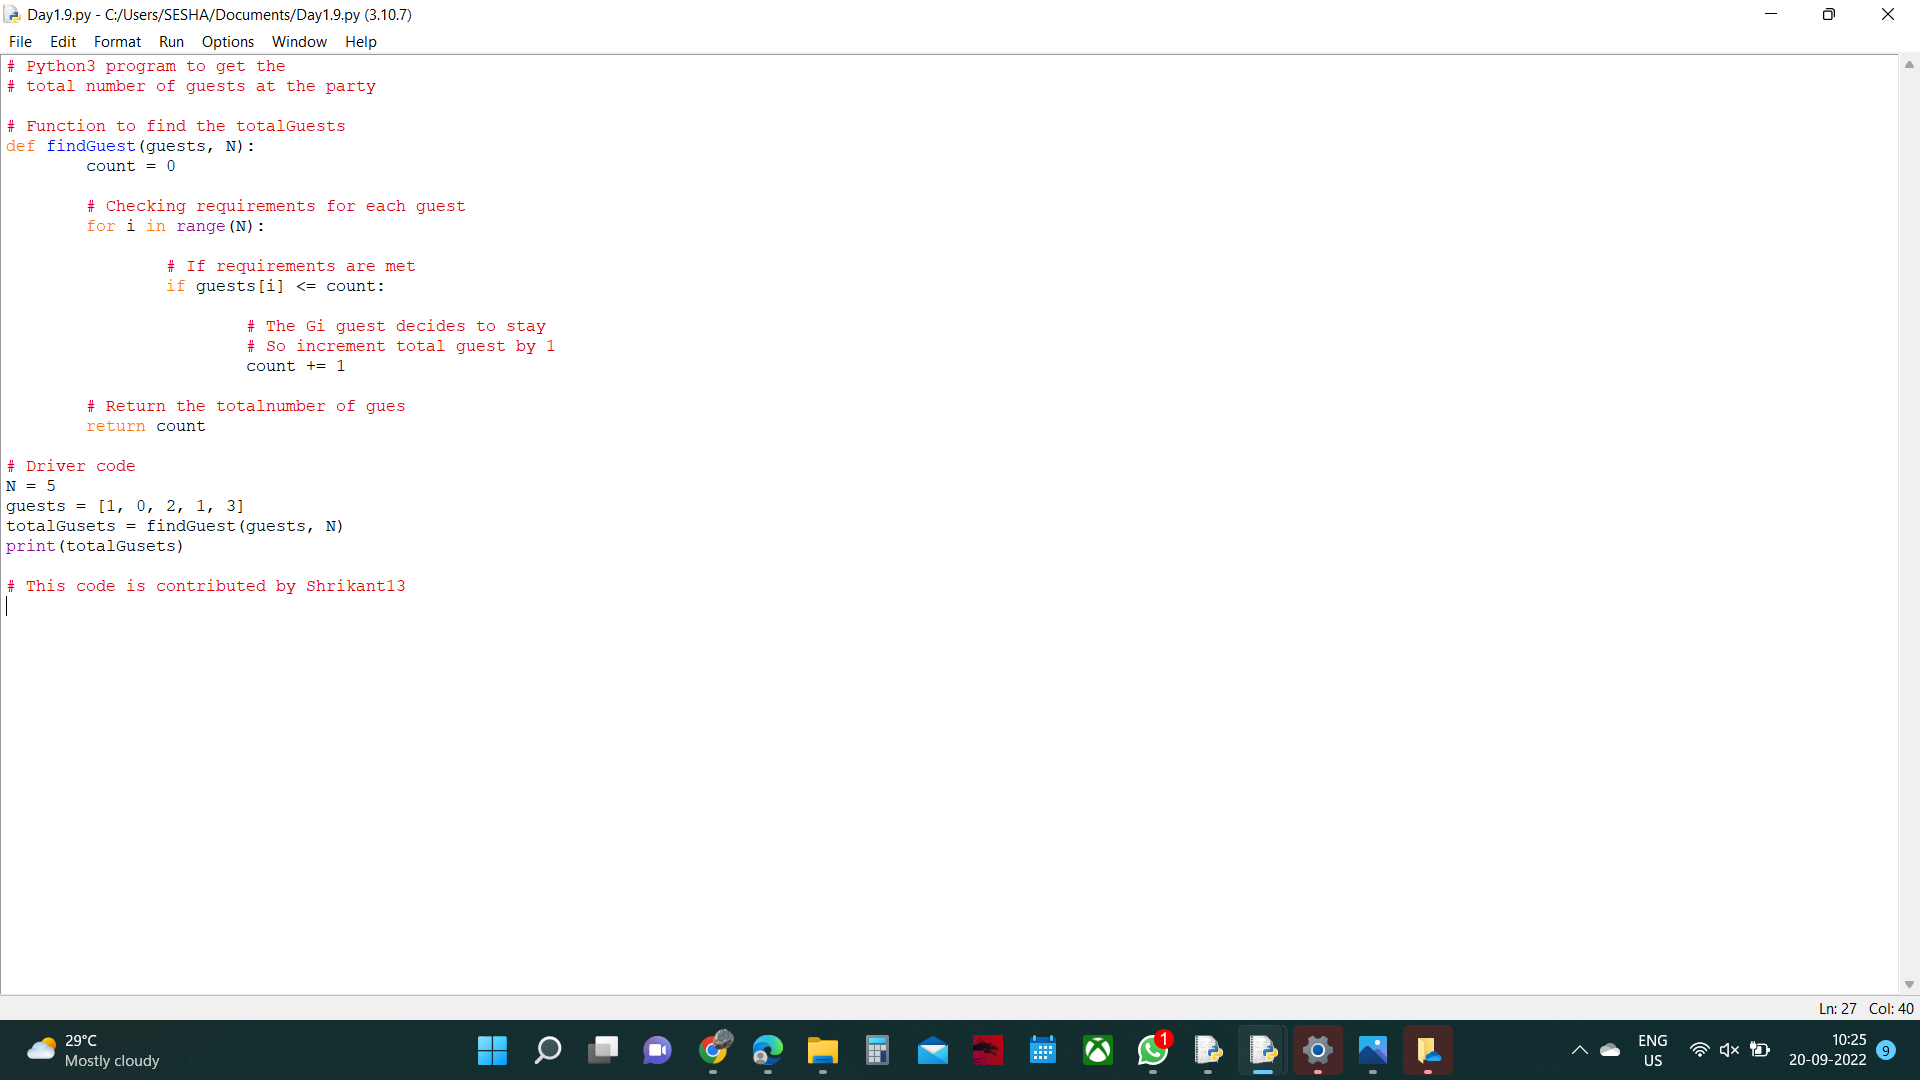 Day1.9.py - C:/Users/SESHA/Documents/Day1.9.py (3.10.7)
File Edit Format Run Options Window Help
# Python3 program to get the
# total number of guests at the party
# Function to find the totalGuests
def findGuest(guests, N):
count = 0
# Checking requirements for each guest
for i in range(N):
# If requirements are met
if guests[i] <= count:
# The Gi guest decides to stay
# So increment total guest by 1
count += 1
# Return the totalnumber of gues
return count
# Driver code
N = 5
guests = [1, 0, 2, 1, 3]
totalGusets = findGuest(guests, N)
print(totalGusets)
# This code is contributed by Shrikant13
Ln: 27 Col: 40
29°C
Mostly cloudy
1
ENG
US
10:25
20-09-2022
9